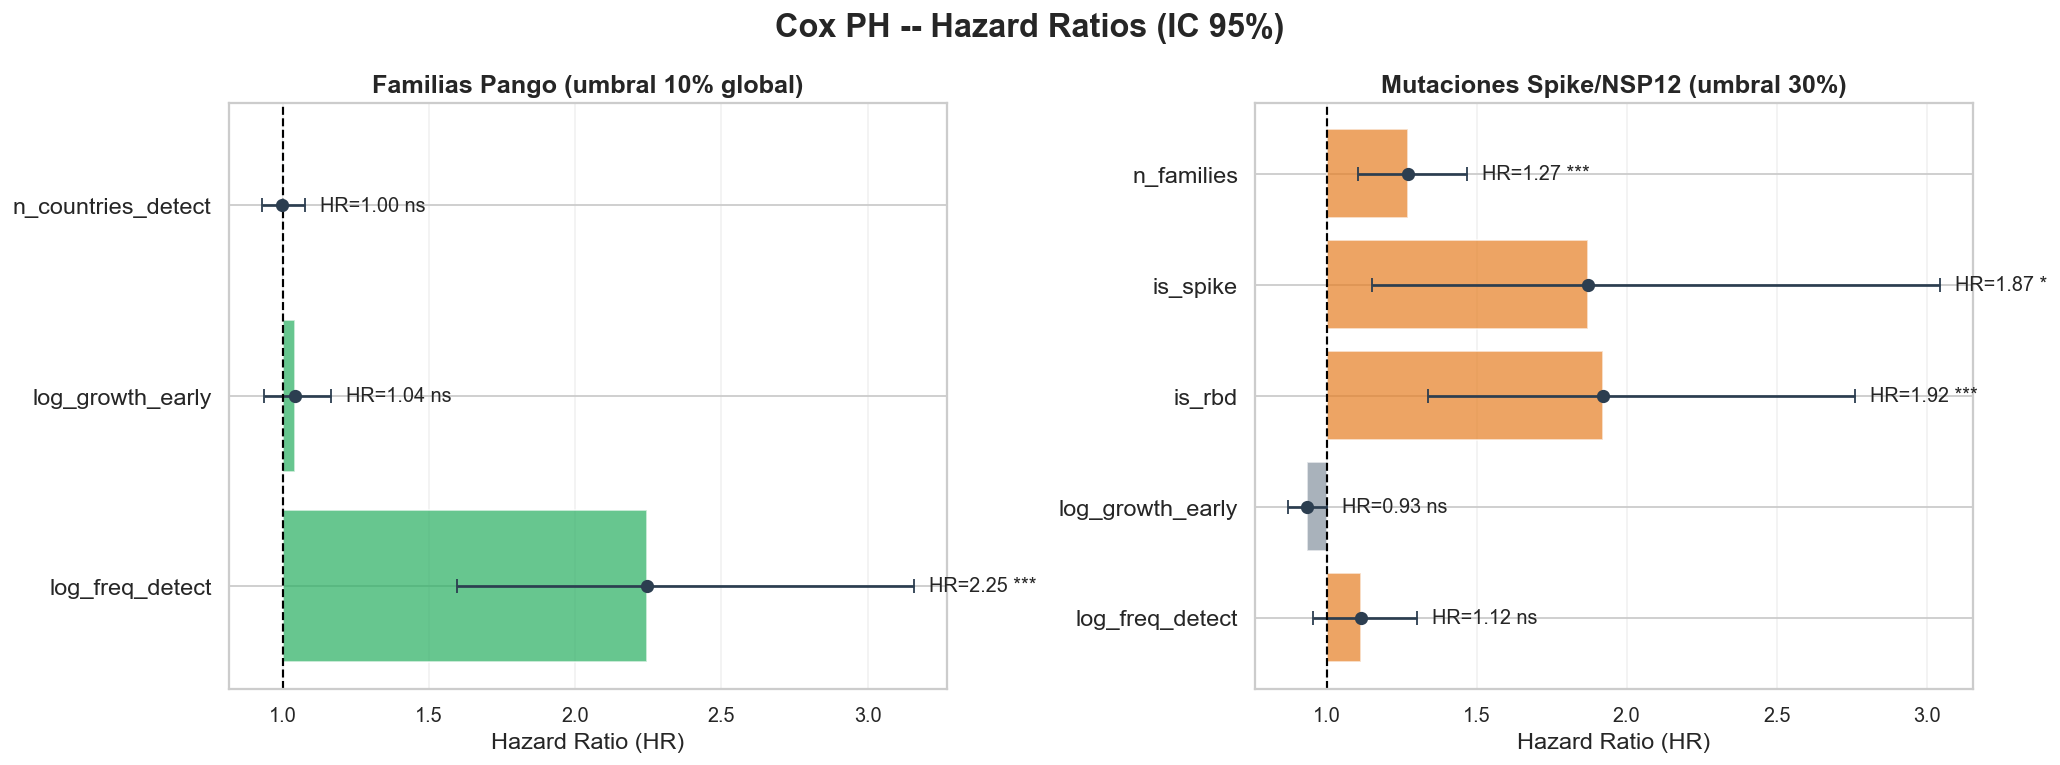 Cox PH -- Hazard Ratios (IC 95%)
Familias Pango (umbral 10% global)
n_countries_detect
HR=1.00 ns
log_growth_early
HR=1.04 ns
log_freq_detect
HR=2.25 ***
1.0 1.5 2.0 2.5 3.0
Hazard Ratio (HR)
Mutaciones Spike/NSP12 (umbral 30%)
n_families
HR=1.27 ***
is_spike
HR=1.87 *
is_rbd
HR=1.92 ***
log_growth_early
HR=0.93 ns
log_freq_detect
HR=1.12 ns
1.0 1.5 2.0 2.5 3.0
Hazard Ratio (HR)